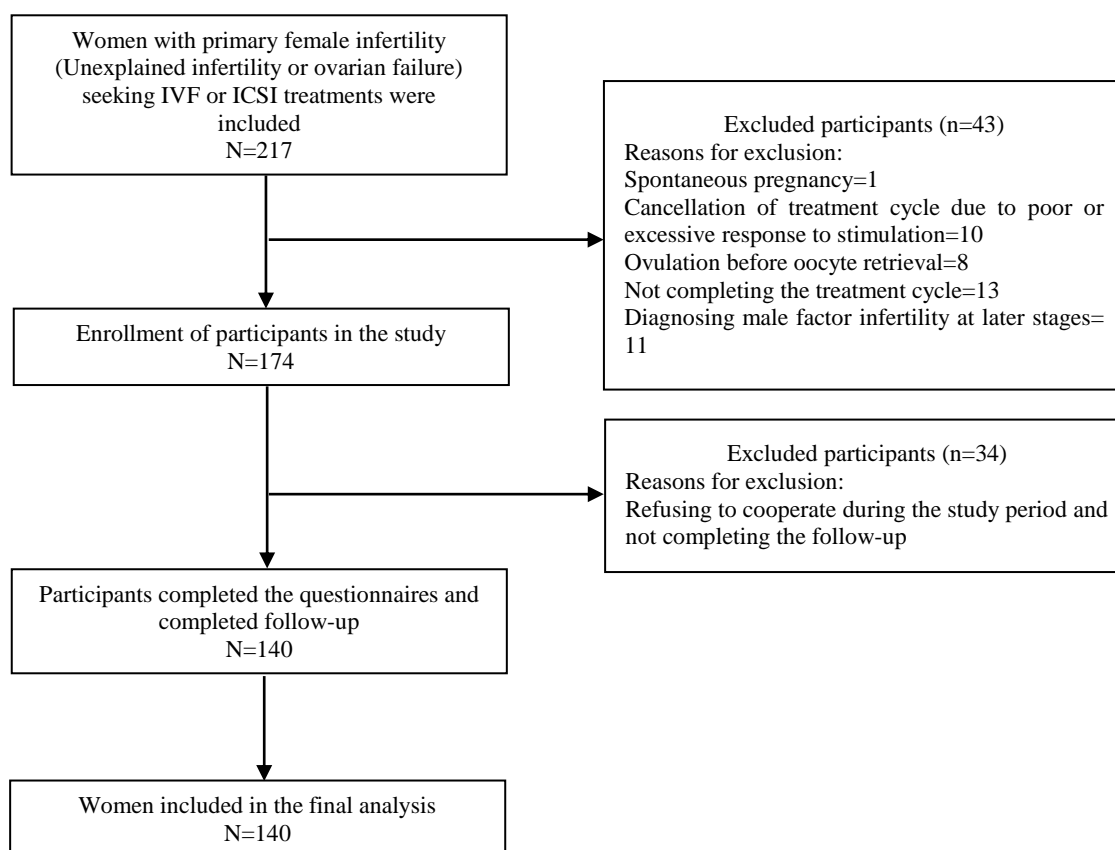 Women with primary female infertility
(Unexplained infertility or ovarian failure)
seeking IVF or ICSI treatments were
included
N=217
Excluded participants (n=43)
Reasons for exclusion:
Spontaneous pregnancy=1
Cancellation of treatment cycle due to poor or
excessive response to stimulation=10
Ovulation before oocyte retrieval=8
Not completing the treatment cycle=13
Diagnosing male factor infertility at later stages=
11
Enrollment of participants in the study
N=174
Excluded participants (n=34)
Reasons for exclusion:
Refusing to cooperate during the study period and
not completing the follow-up
Participants completed the questionnaires and
completed follow-up
N=140
Women included in the final analysis
N=140